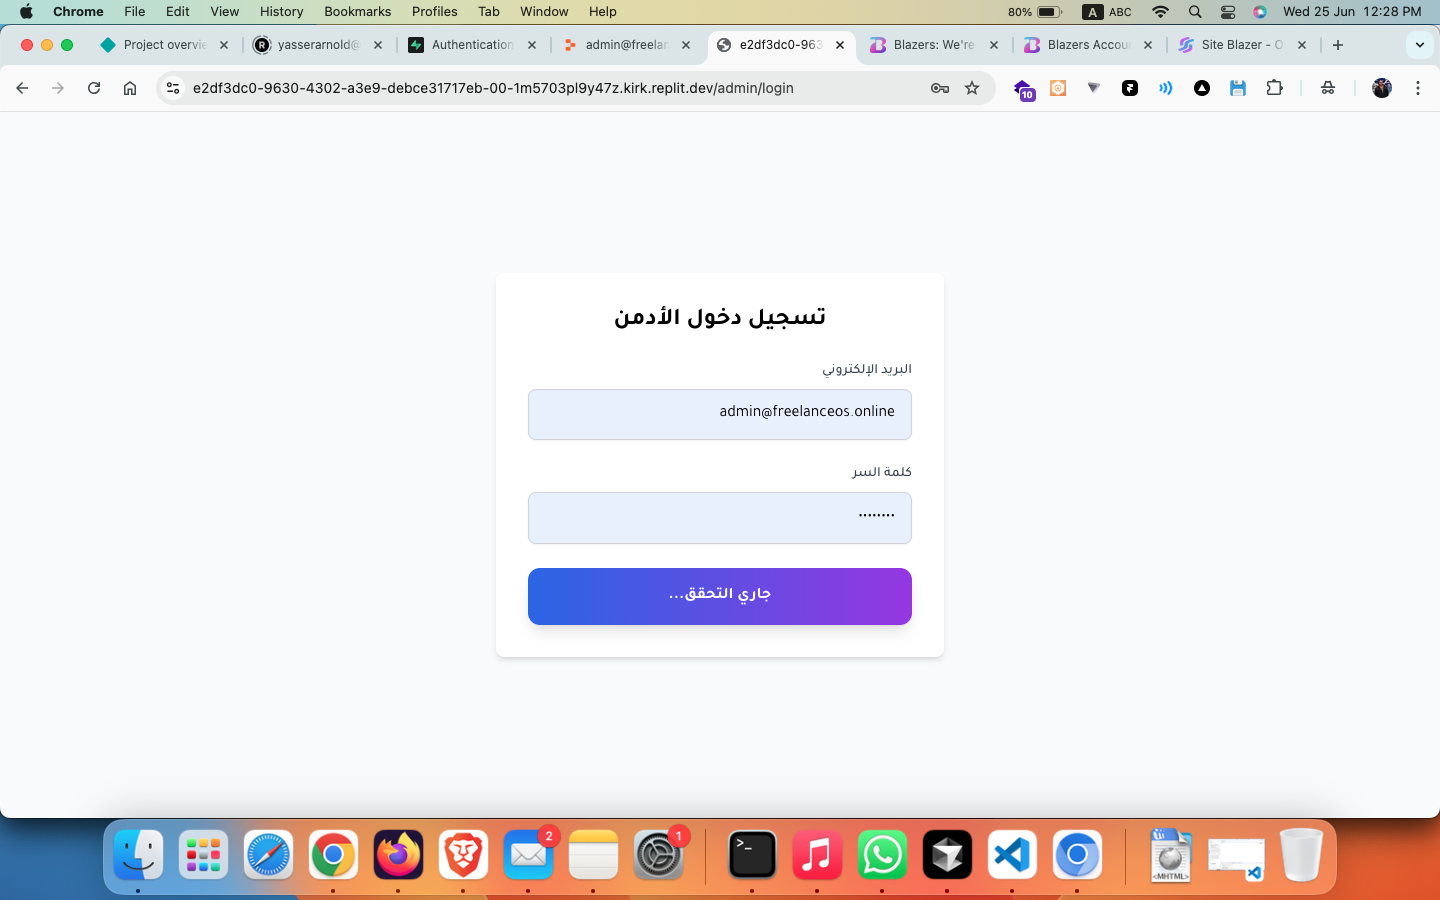 Chrome File Edit View History Bookmarks Profiles Tab Window Help 80% A ABC Wed 25 Jun 12:28 PM
Project overvie yasserarnold@ Authentication admin@freelan e2df3dc0-963 Blazers: We're Blazers Accou Site Blazer - O
e2df3dc0-9630-4302-a3e9-debce31717eb-00-1m5703pl9y47z.kirk.replit.dev/admin/login 10
تسجيل دخول الأدمن
البريد الإلكتروني
admin@freelanceos.online
كلمة السر
••••••••
جاري التحقق...
2 1
>_
<MHTML>